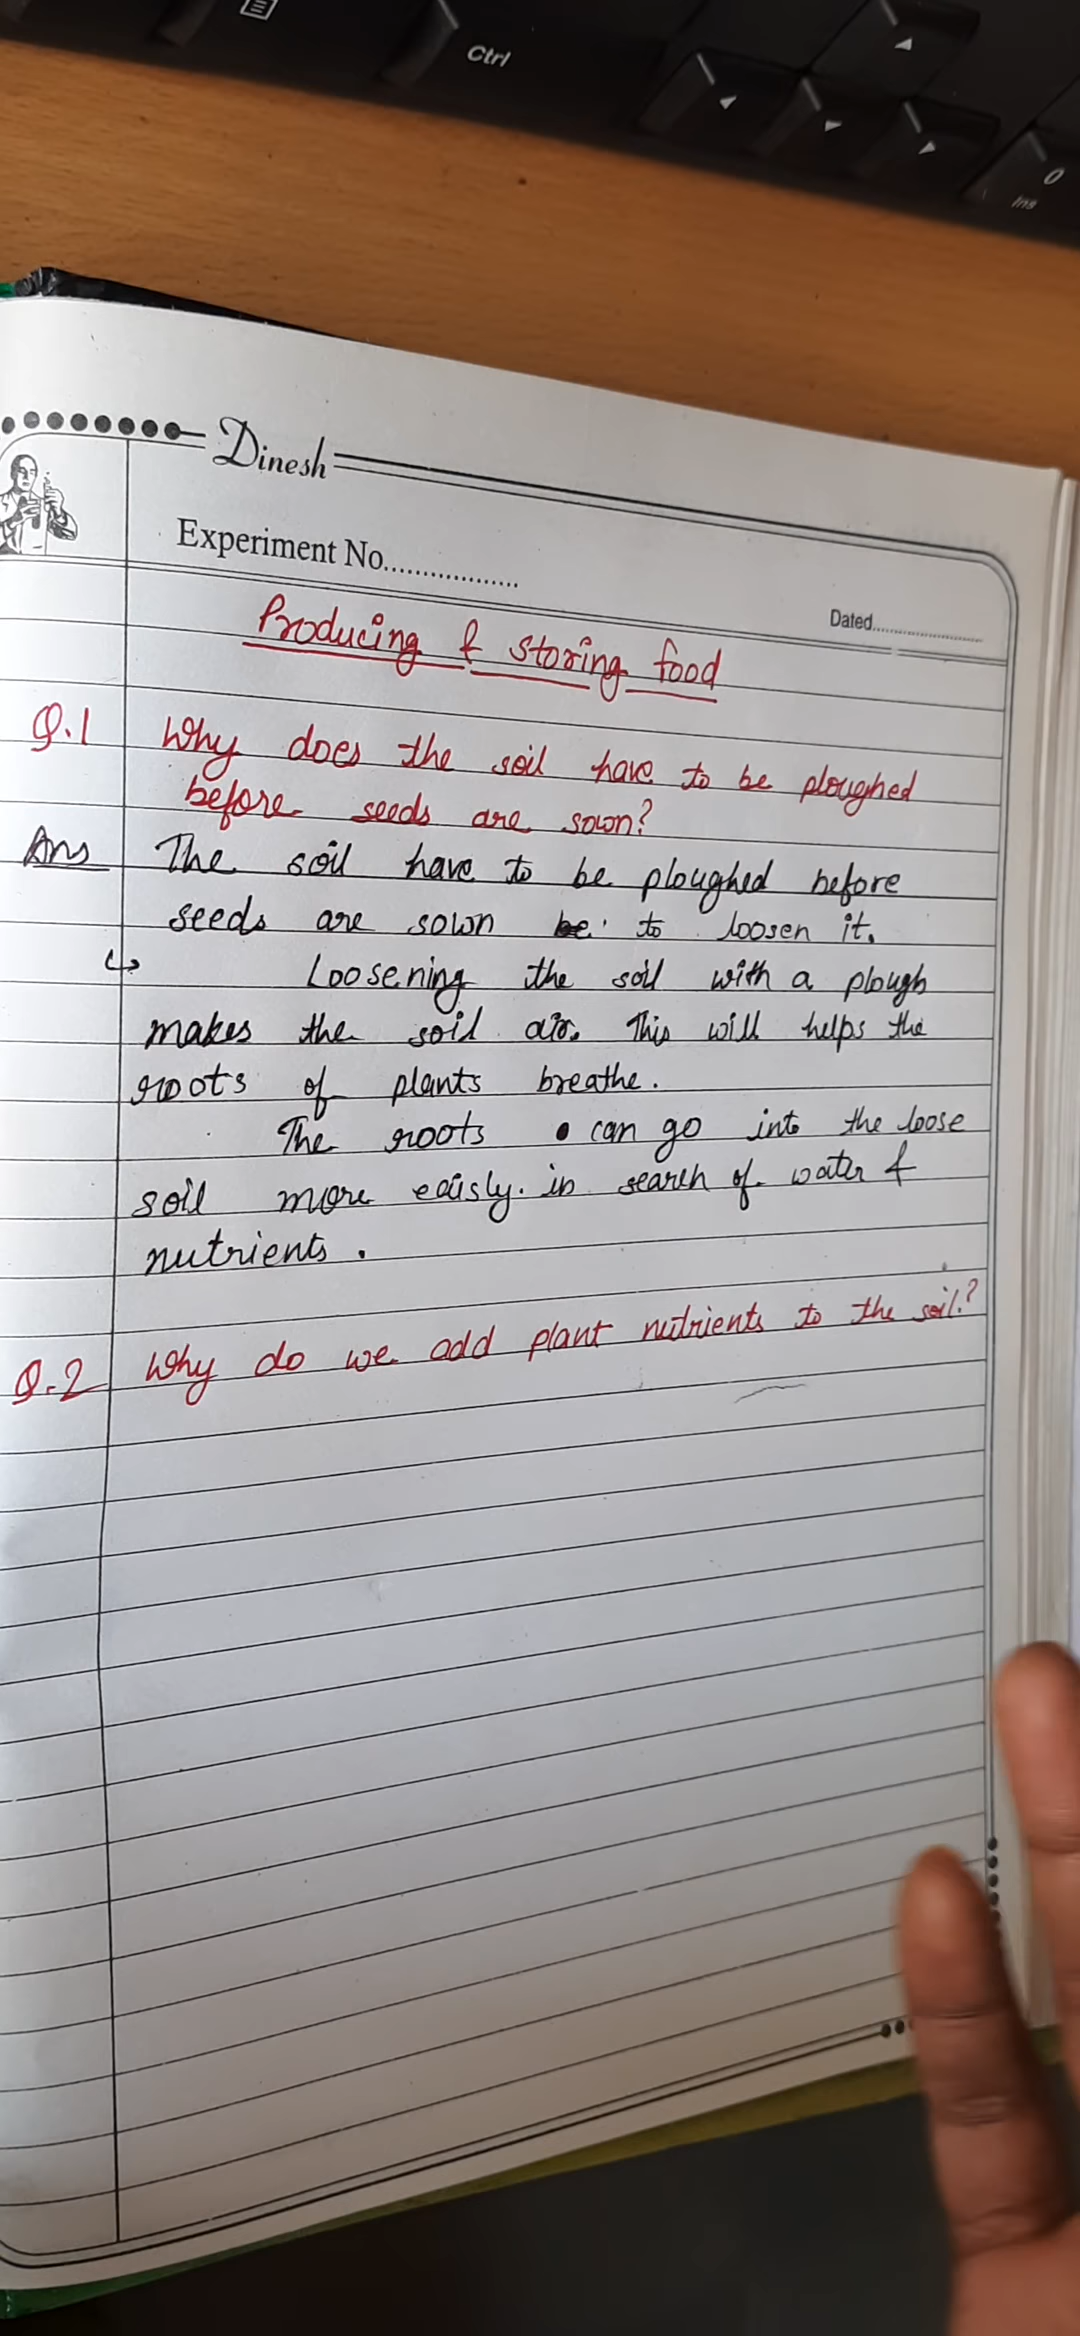 Ctrl
0
Ins
Dinesh
Experiment No..................
Dated..............................
Producing & storing food
Q.1 Why does the soil have to be ploughed
before seeds are sown?
Ans The soil have to be ploughed before
seeds are sown be to loosen it.
↳ Loosening the soil with a plough
makes the soil air. This will helps the
roots of plants breathe.
The roots can go into the loose
soil more eaisly. in search of water &
nutrients.
Q.2 Why do we add plant nutrients to the soil.?